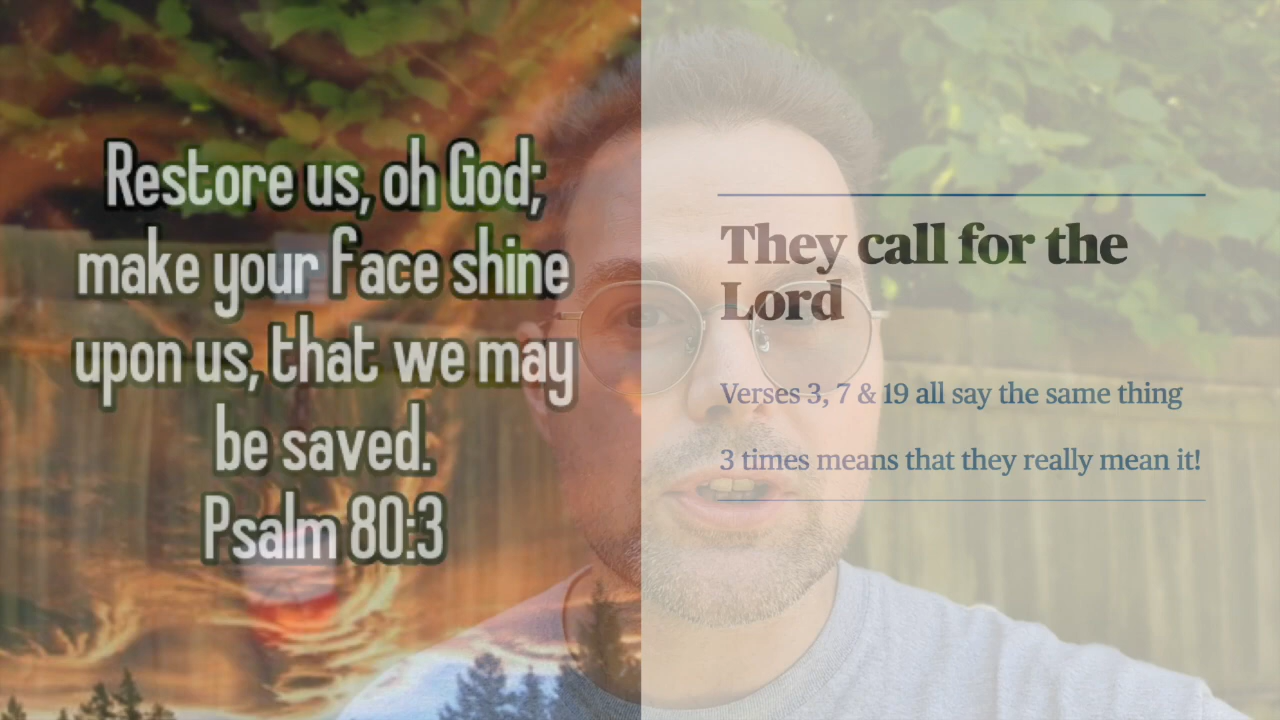 Restore us, oh God;
make your face shine
upon us, that we may
be saved.
Psalm 80:3
They call for the
Lord
Verses 3, 7 & 19 all say the same thing
3 times means that they really mean it!